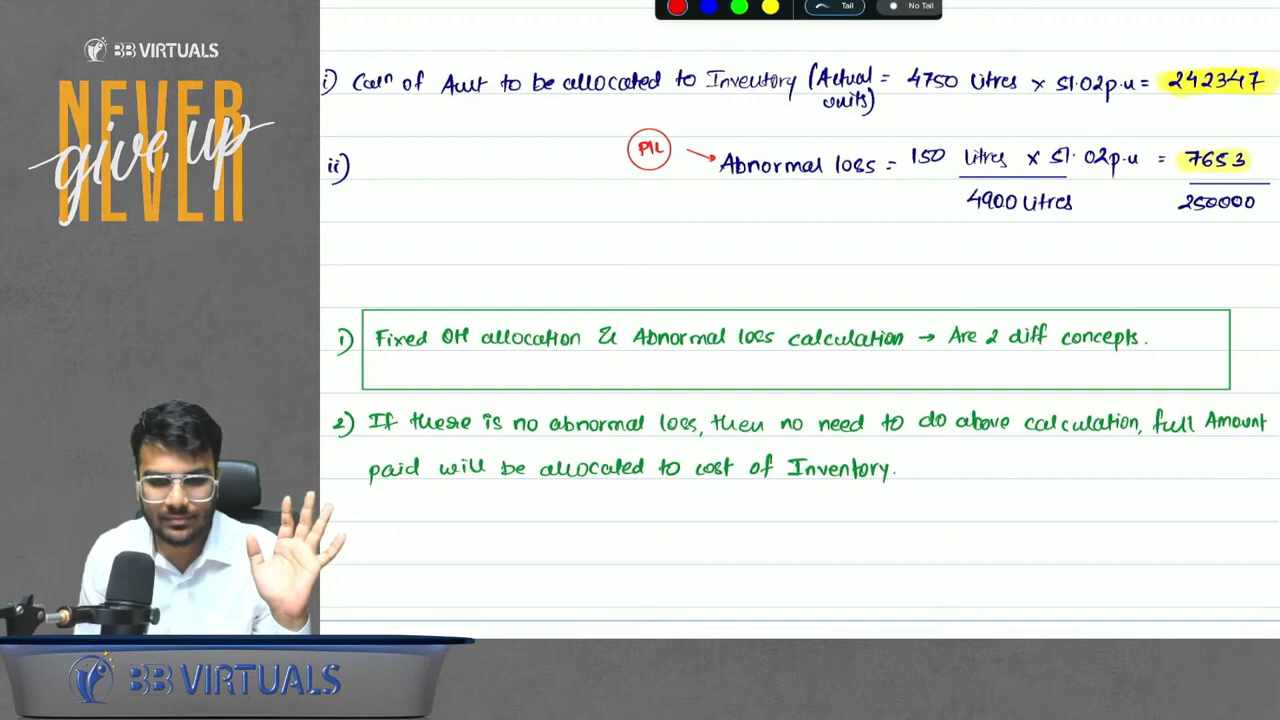 Tail
No Tail
BB VIRTUALS
NEVER
give up
NEVER
i) Calcn of Amt to be allocated to Inventory (Actual units) = 4750 Litres x 51.02p.u = 242347
ii) P/L → Abnormal loss = 150 litres x 51.02p.u = 7653
4900 Litres 250000
1) Fixed OH allocation & Abnormal loss calculation → Are 2 diff concepts.
2) If there is no abnormal loss, then no need to do above calculation, full Amount
paid will be allocated to cost of Inventory.
BB VIRTUALS